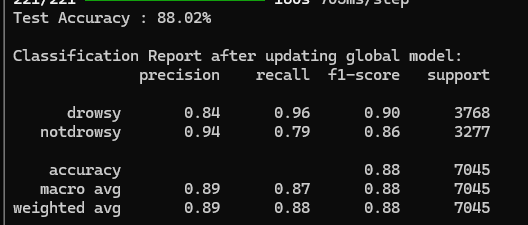 221/221 180s 703ms/step
Test Accuracy : 88.02%
Classification Report after updating global model:
precision recall f1-score support
drowsy 0.84 0.96 0.90 3768
notdrowsy 0.94 0.79 0.86 3277
accuracy 0.88 7045
macro avg 0.89 0.87 0.88 7045
weighted avg 0.89 0.88 0.88 7045